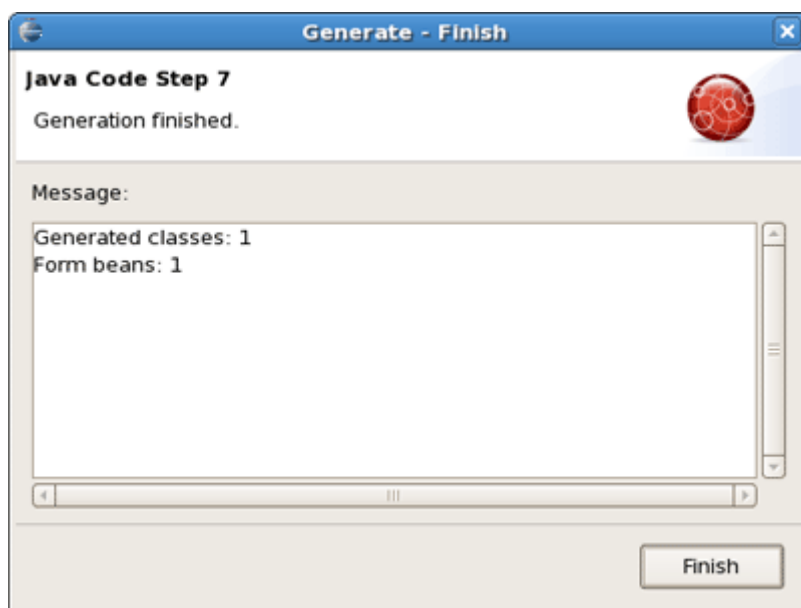 Generate - Finish
Java Code Step 7
Generation finished.
Message:
Generated classes: 1
Form beans: 1
Finish